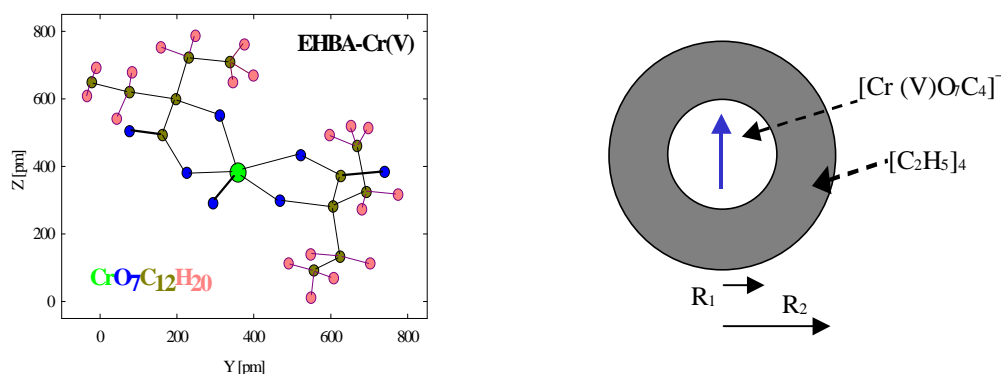 EHBA-Cr(V)
800
600
400
200
0
Z [pm]
CrO7C12H20
0
200
400
600
800
Y [pm]
[Cr (V)O7C4]−
[C2H5]4
R1
R2